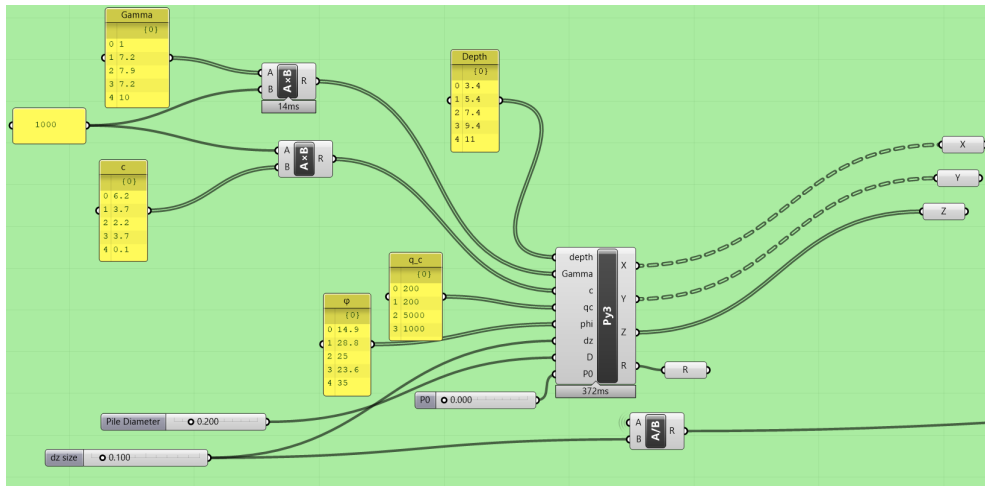 Gamma
{0}
0 1
1 7.2
2 7.9
3 7.2
4 10
A
B
A×B
R
14ms
Depth
{0}
0 3.4
1 5.4
2 7.4
3 9.4
4 11
1000
A
B
A×B
R
c
{0}
0 6.2
1 3.7
2 2.2
3 3.7
4 0.1
X
Y
Z
q_c
{0}
0 200
1 200
2 5000
3 1000
φ
{0}
0 14.9
1 28.8
2 25
3 23.6
4 35
depth
Gamma
c
qc
phi
dz
D
P0
Py3
X
Y
Z
R
372ms
R
P0 0.000
Pile Diameter 0.200
A
B
A/B
R
dz size 0.100